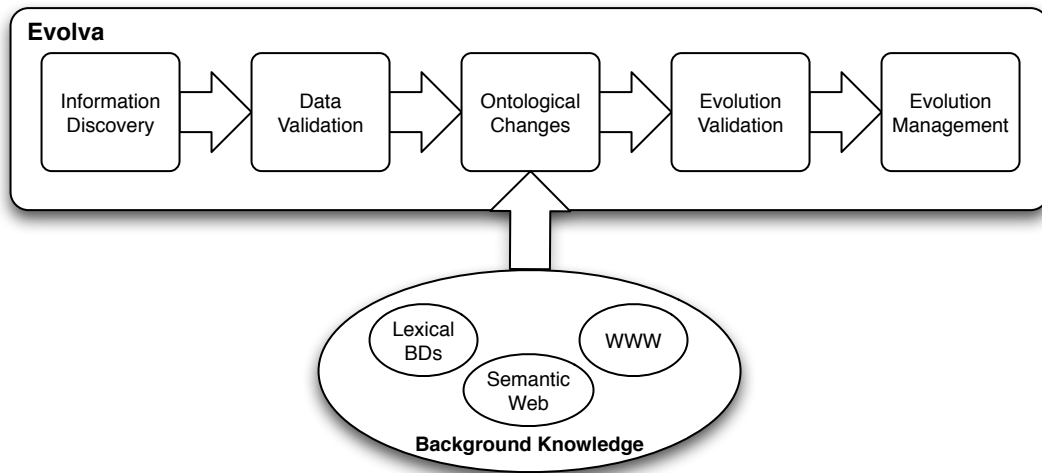 Evolva
Information
Discovery
Data
Validation
Ontological
Changes
Evolution
Validation
Evolution
Management
Lexical
BDs
WWW
Semantic
Web
Background Knowledge